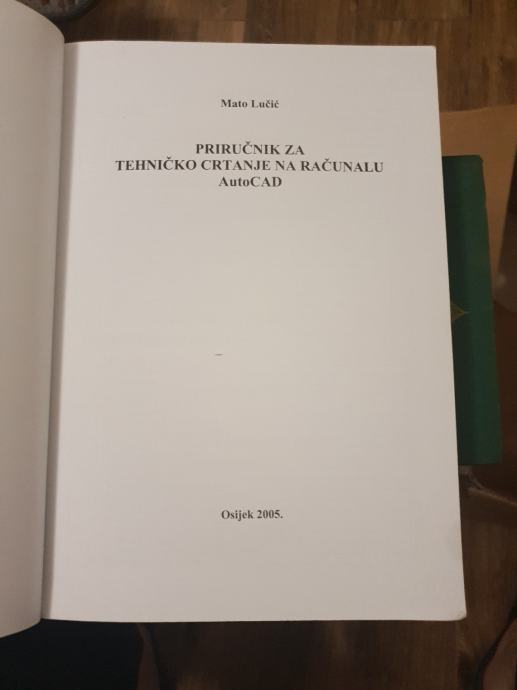 Mato Lučić
PRIRUČNIK ZA
TEHNIČKO CRTANJE NA RAČUNALU
AutoCAD
Osijek 2005.